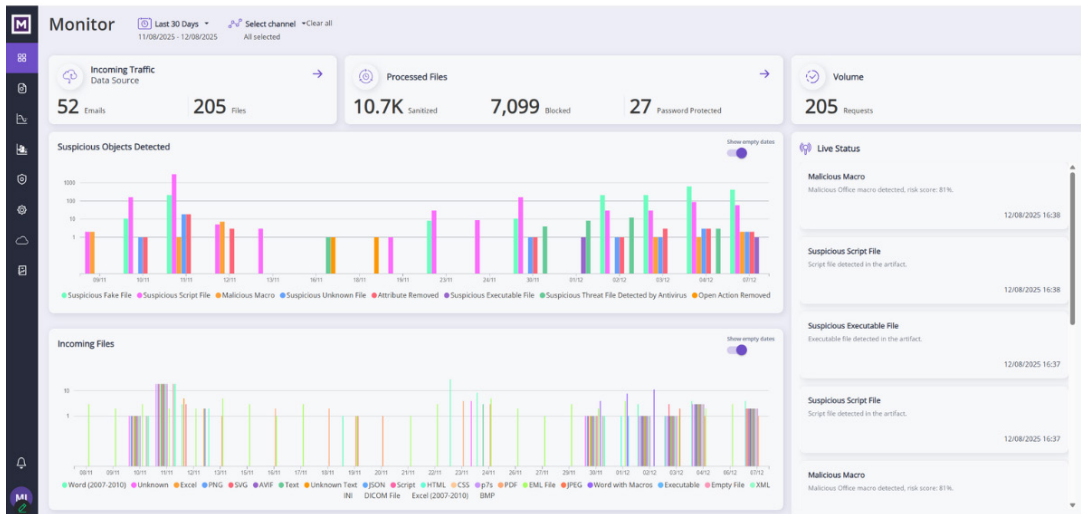 M
Monitor
Last 30 Days
11/08/2025 - 12/08/2025
Select channel
All selected
Clear all
Incoming Traffic
Data Source
52 Emails
205 Files
Processed Files
10.7K Sanitized
7,099 Blocked
27 Password Protected
Volume
205 Requests
Suspicious Objects Detected
Show empty dates
1000
100
10
1
09/11 10/11 11/11 12/11 13/11 16/11 18/11 19/11 23/11 24/11 30/11 01/12 02/12 03/12 04/12 07/12
Suspicious Fake File Suspicious Script File Malicious Macro Suspicious Unknown File Attribute Removed Suspicious Executable File Suspicious Threat File Detected by Antivirus Open Action Removed
Incoming Files
Show empty dates
10
1
08/11 09/11 10/11 11/11 12/11 13/11 14/11 15/11 16/11 17/11 18/11 19/11 20/11 21/11 22/11 23/11 24/11 26/11 27/11 29/11 30/11 01/12 02/12 03/12 04/12 06/12 07/12
Word (2007-2010) Unknown Excel PNG SVG AVIF Text Unknown Text JSON Script HTML CSS p7s PDF EML File JPEG Word with Macros Executable Empty File XML
INI DICOM File Excel (2007-2010) BMP
Live Status
Malicious Macro
Malicious Office macro detected, risk score: 81%.
12/08/2025 16:38
Suspicious Script File
Script file detected in the artifact.
12/08/2025 16:38
Suspicious Executable File
Executable file detected in the artifact.
12/08/2025 16:37
Suspicious Script File
Script file detected in the artifact.
12/08/2025 16:37
Malicious Macro
Malicious Office macro detected, risk score: 81%.